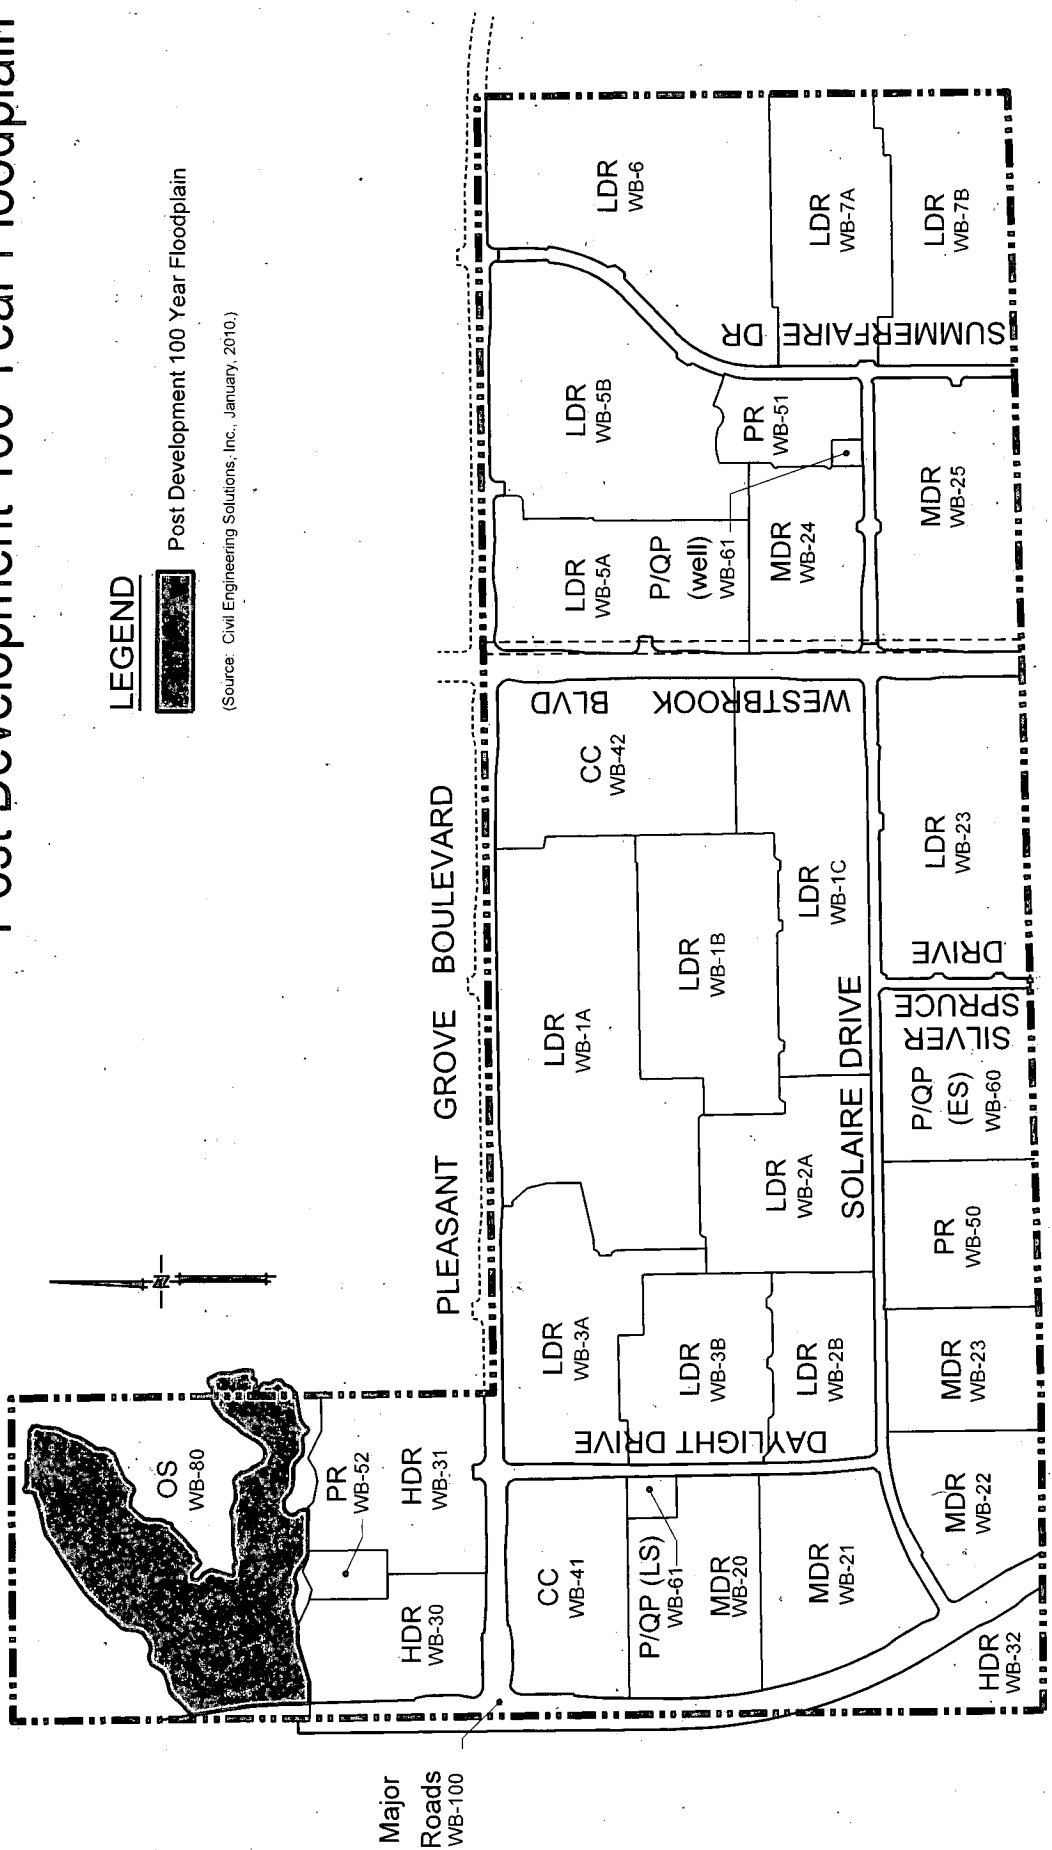 Post Development 100 Year Floodplain
LEGEND
Post Development 100 Year Floodplain
(Source: Civil Engineering Solutions, Inc., January, 2010.)
N
OS
WB-80
PR
WB-52
HDR
WB-31
HDR
WB-30
Major
Roads
WB-100
PLEASANT GROVE BOULEVARD
CC
WB-41
P/QP (LS)
WB-61
MDR
WB-20
MDR
WB-21
MDR
WB-22
HDR
WB-32
DAYLIGHT DRIVE
LDR
WB-3A
LDR
WB-3B
LDR
WB-2B
MDR
WB-23
LDR
WB-1A
LDR
WB-2A
PR
WB-50
LDR
WB-1B
LDR
WB-1C
SOLAIRE DRIVE
P/QP
(ES)
WB-60
SILVER
SPRUCE
DRIVE
LDR
WB-23
CC
WB-42
WESTBROOK BLVD
LDR
WB-5A
P/QP
(well)
WB-61
MDR
WB-24
MDR
WB-25
LDR
WB-5B
PR
WB-51
SUMMERFAIRE DR
LDR
WB-6
LDR
WB-7A
LDR
WB-7B